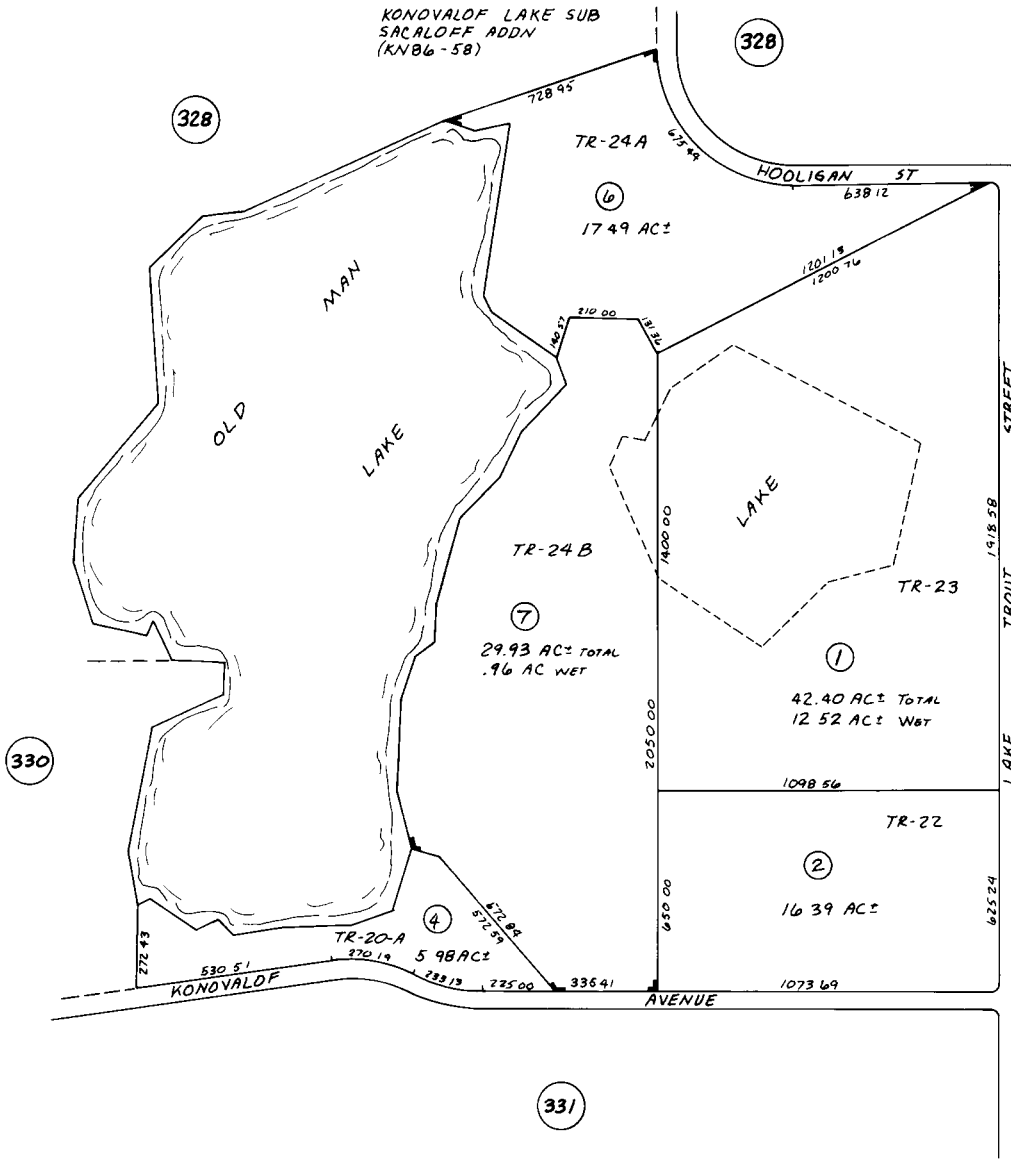 KONOVALOF LAKE SUB
SACALOFF ADDN
(KN86-58)
328
328
728 95
TR-24A
675 49
HOOLIGAN ST
638 12
6
17 49 AC±
MAN
1201 13
1200 76
210 00
140 57
131 36
OLD
LAKE
LAKE
TR-24B
1400 00
TR-23
1918 58
LAKE TROUT STREET
7
29.93 AC± TOTAL
.96 AC WET
1
42.40 AC± TOTAL
12 52 AC± WET
330
2050 00
1098 56
TR-22
2
16 39 AC±
650 00
625 24
4
672 84
572 59
TR-20-A
5 98 AC±
272 43
530 51
270 19
233 13
225 00
336 41
1073 69
KONOVALOF
AVENUE
331